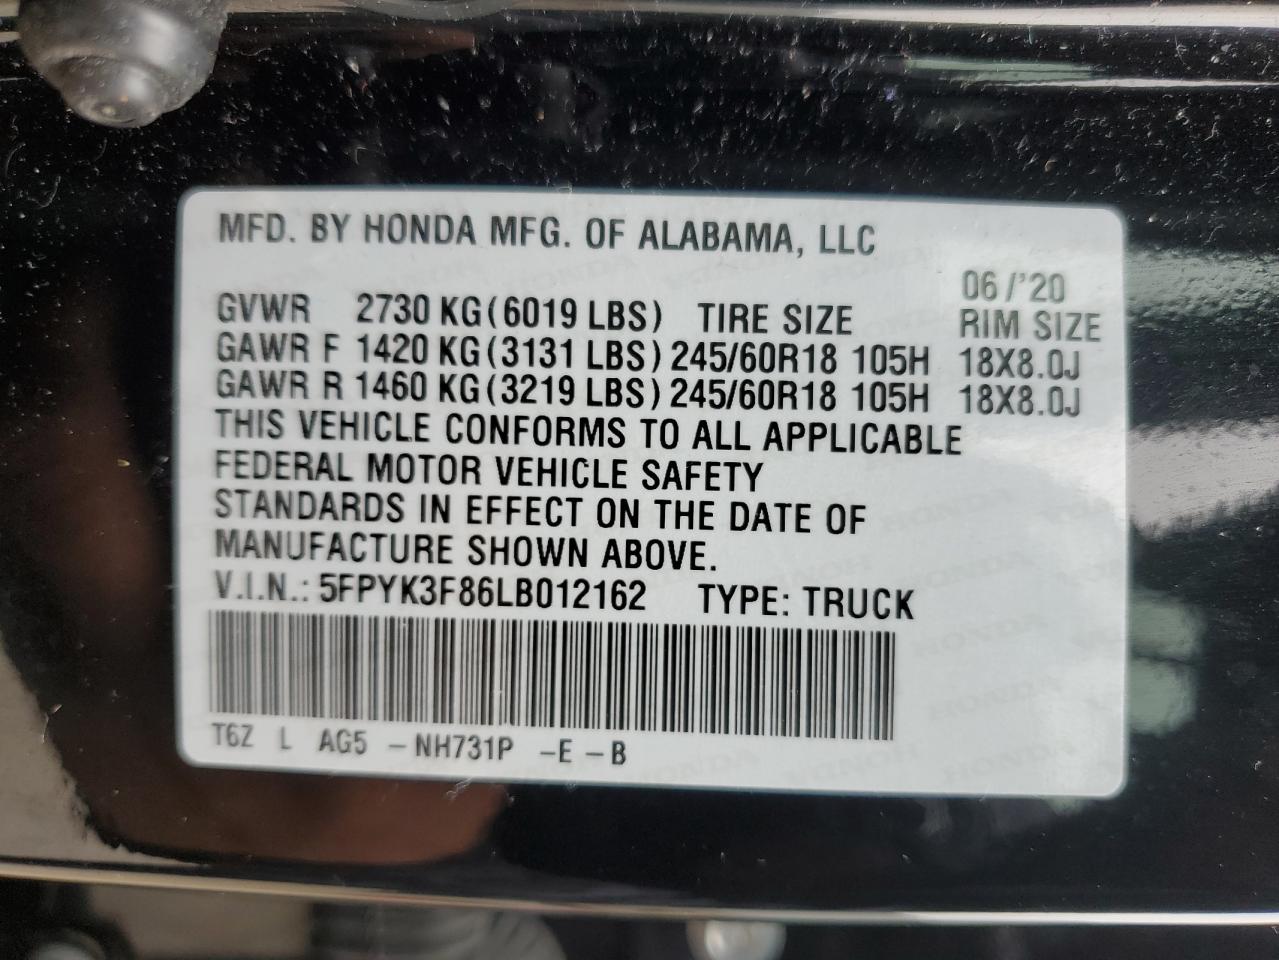 MFD. BY HONDA MFG. OF ALABAMA, LLC
06/'20
GVWR 2730 KG(6019 LBS) TIRE SIZE RIM SIZE
GAWR F 1420 KG(3131 LBS) 245/60R18 105H 18X8.0J
GAWR R 1460 KG(3219 LBS) 245/60R18 105H 18X8.0J
THIS VEHICLE CONFORMS TO ALL APPLICABLE
FEDERAL MOTOR VEHICLE SAFETY
STANDARDS IN EFFECT ON THE DATE OF
MANUFACTURE SHOWN ABOVE.
V.I.N.: 5FPYK3F86LB012162 TYPE: TRUCK
T6Z L AG5 -NH731P -E -B